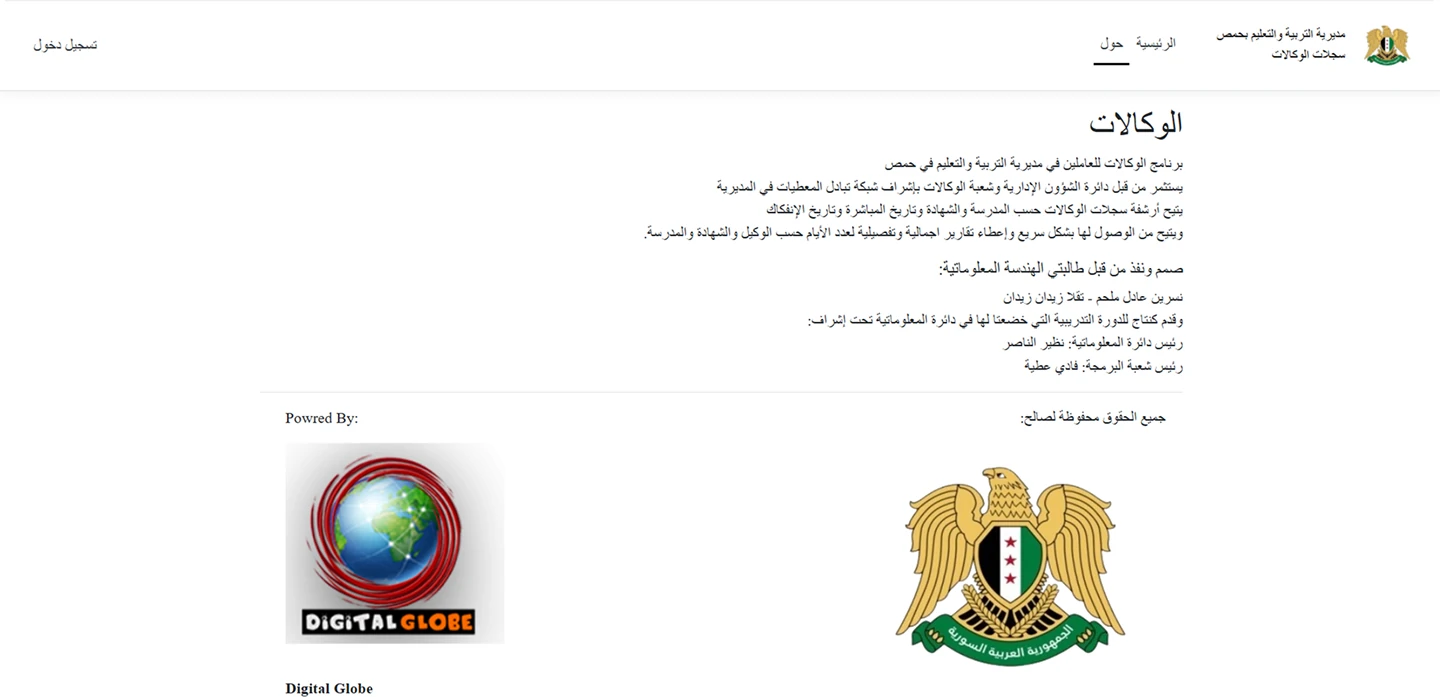 مديرية التربية والتعليم بحمص
سجلات الوكالات
الرئيسية
حول
تسجيل دخول
الوكالات
برنامج الوكالات للعاملين في مديرية التربية والتعليم في حمص
يستثمر من قبل دائرة الشؤون الإدارية وشعبة الوكالات بإشراف شبكة تبادل المعطيات في المديرية
يتيح أرشفة سجلات الوكالات حسب المدرسة والشهادة وتاريخ المباشرة وتاريخ الإنفكاك
ويتيح من الوصول لها بشكل سريع وإعطاء تقارير اجمالية وتفصيلية لعدد الأيام حسب الوكيل والشهادة والمدرسة.
صمم ونفذ من قبل طالبتي الهندسة المعلوماتية:
نسرين عادل ملحم - تقلا زيدان زيدان
وقدم كنتاج للدورة التدريبية التي خضعتا لها في دائرة المعلوماتية تحت إشراف:
رئيس دائرة المعلوماتية: نظير الناصر
رئيس شعبة البرمجة: فادي عطية
جميع الحقوق محفوظة لصالح:
الجمهورية العربية السورية
Powred By:
DIGITAL GLOBE
Digital Globe